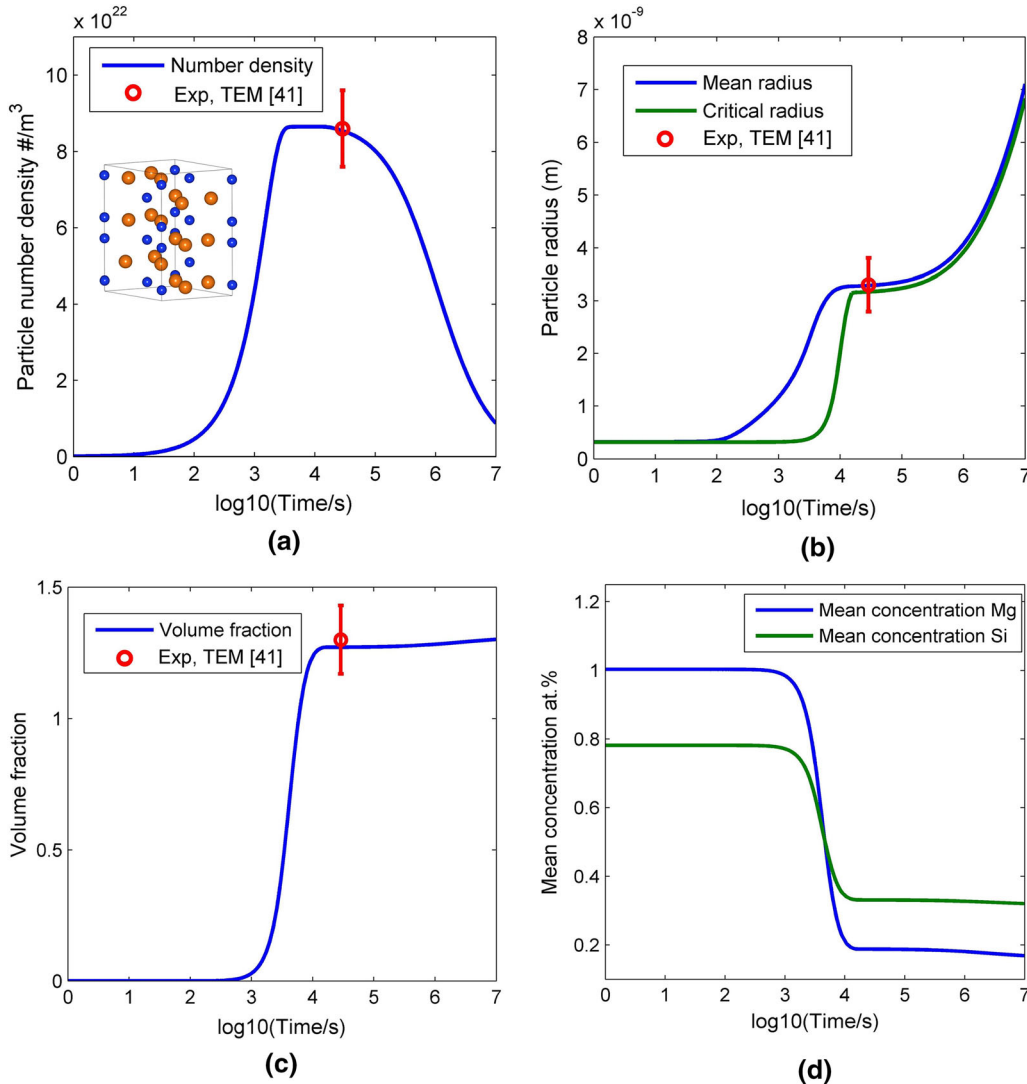 x 10^22
10
8
6
4
2
0
0 1 2 3 4 5 6 7
Particle number density #/m^3
log10(Time/s)
Number density
Exp, TEM [41]
(a)
x 10^-9
8
7
6
5
4
3
2
1
0
0 1 2 3 4 5 6 7
Particle radius (m)
log10(Time/s)
Mean radius
Critical radius
Exp, TEM [41]
(b)
1.5
1
0.5
0
0 1 2 3 4 5 6 7
Volume fraction
log10(Time/s)
Volume fraction
Exp, TEM [41]
(c)
1.2
1
0.8
0.6
0.4
0.2
0 1 2 3 4 5 6 7
Mean concentration at.%
log10(Time/s)
Mean concentration Mg
Mean concentration Si
(d)